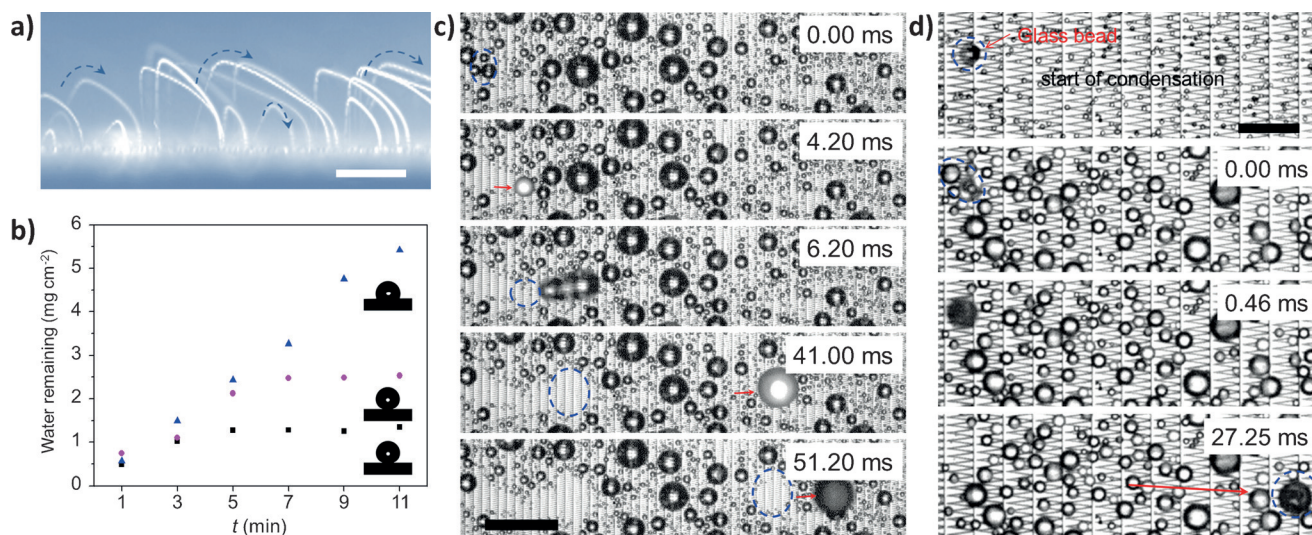 a)
b)
Water remaining (mg cm⁻²)
6
5
4
3
2
1
0
1 3 5 7 9 11
t (min)
c)
0.00 ms
4.20 ms
6.20 ms
41.00 ms
51.20 ms
d)
Glass bead
start of condensation
0.00 ms
0.46 ms
27.25 ms